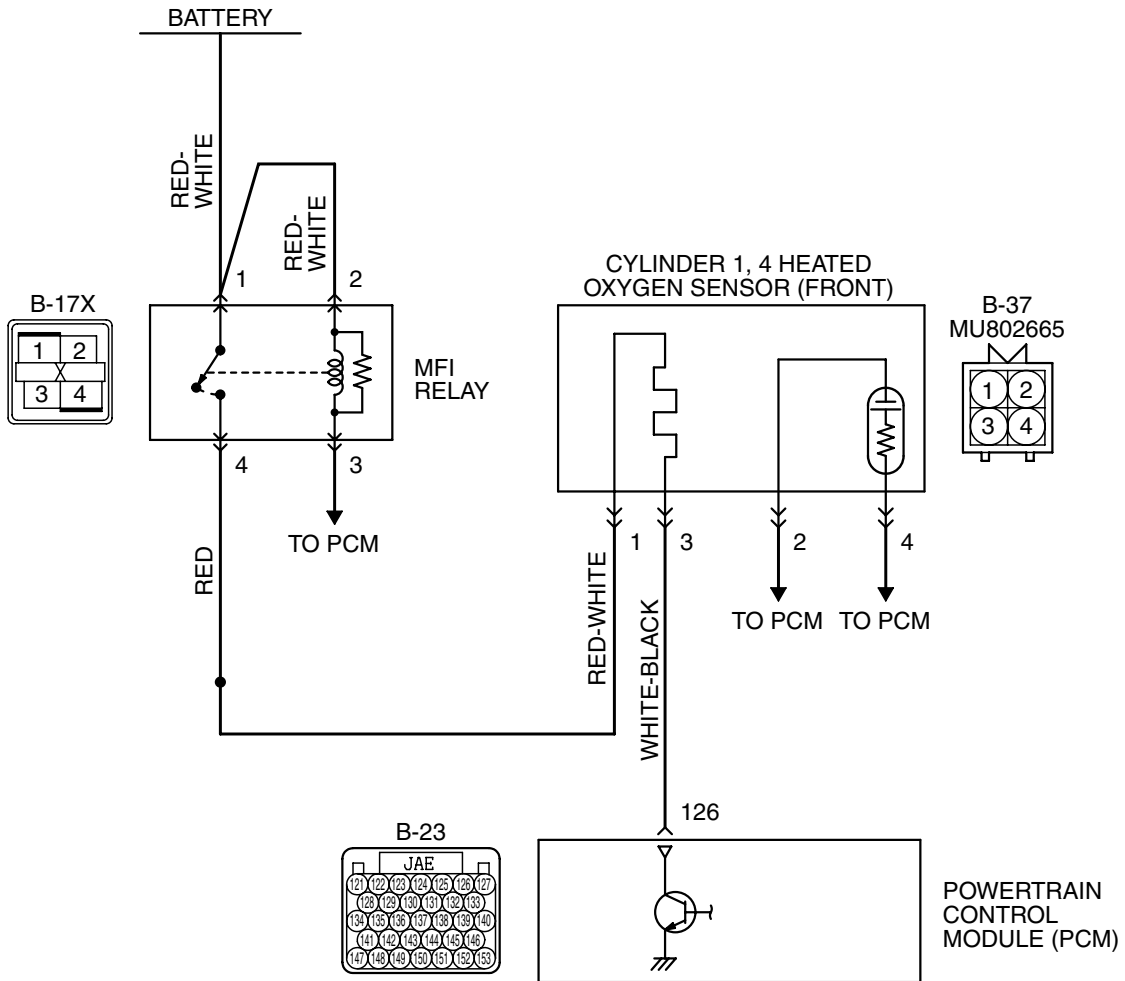 BATTERY
RED-
WHITE
RED-
WHITE
1
2
B-17X
1 2
X
3 4
MFI
RELAY
4
3
TO PCM
RED
CYLINDER 1, 4 HEATED
OXYGEN SENSOR (FRONT)
B-37
MU802665
1 2
3 4
1
3
2
4
RED-WHITE
WHITE-BLACK
TO PCM
TO PCM
126
B-23
JAE
121 122 123 124 125 126 127
128 129 130 131 132 133
134 135 136 137 138 139 140
141 142 143 144 145 146
147 148 149 150 151 152 153
POWERTRAIN
CONTROL
MODULE (PCM)